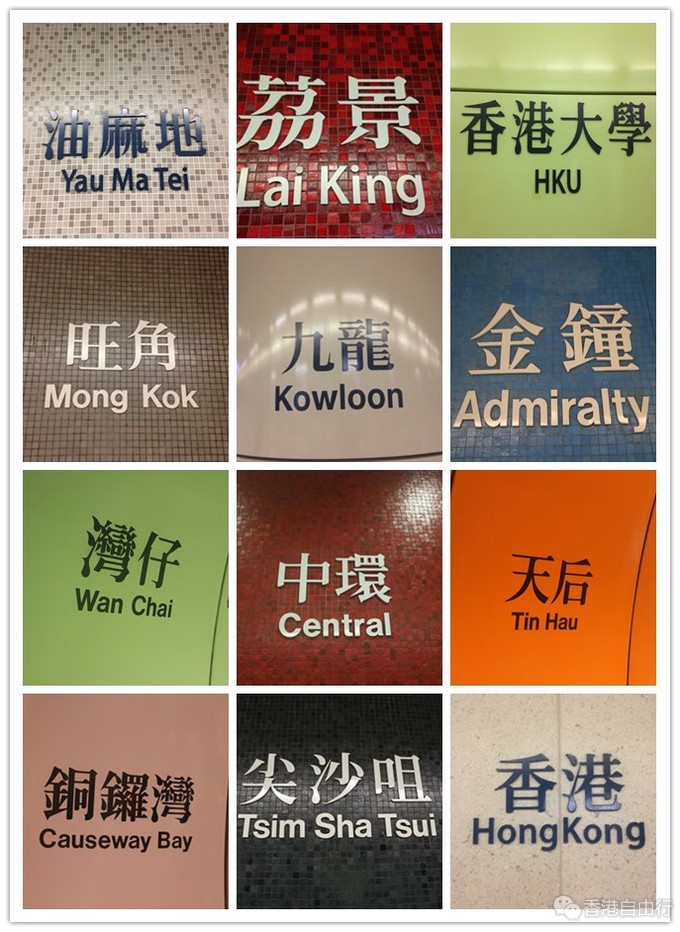 油麻地
Yau Ma Tei
荔景
Lai King
香港大學
HKU
旺角
Mong Kok
九龍
Kowloon
金鐘
Admiralty
灣仔
Wan Chai
中環
Central
天后
Tin Hau
銅鑼灣
Causeway Bay
尖沙咀
Tsim Sha Tsui
香港
HongKong
香港自由行